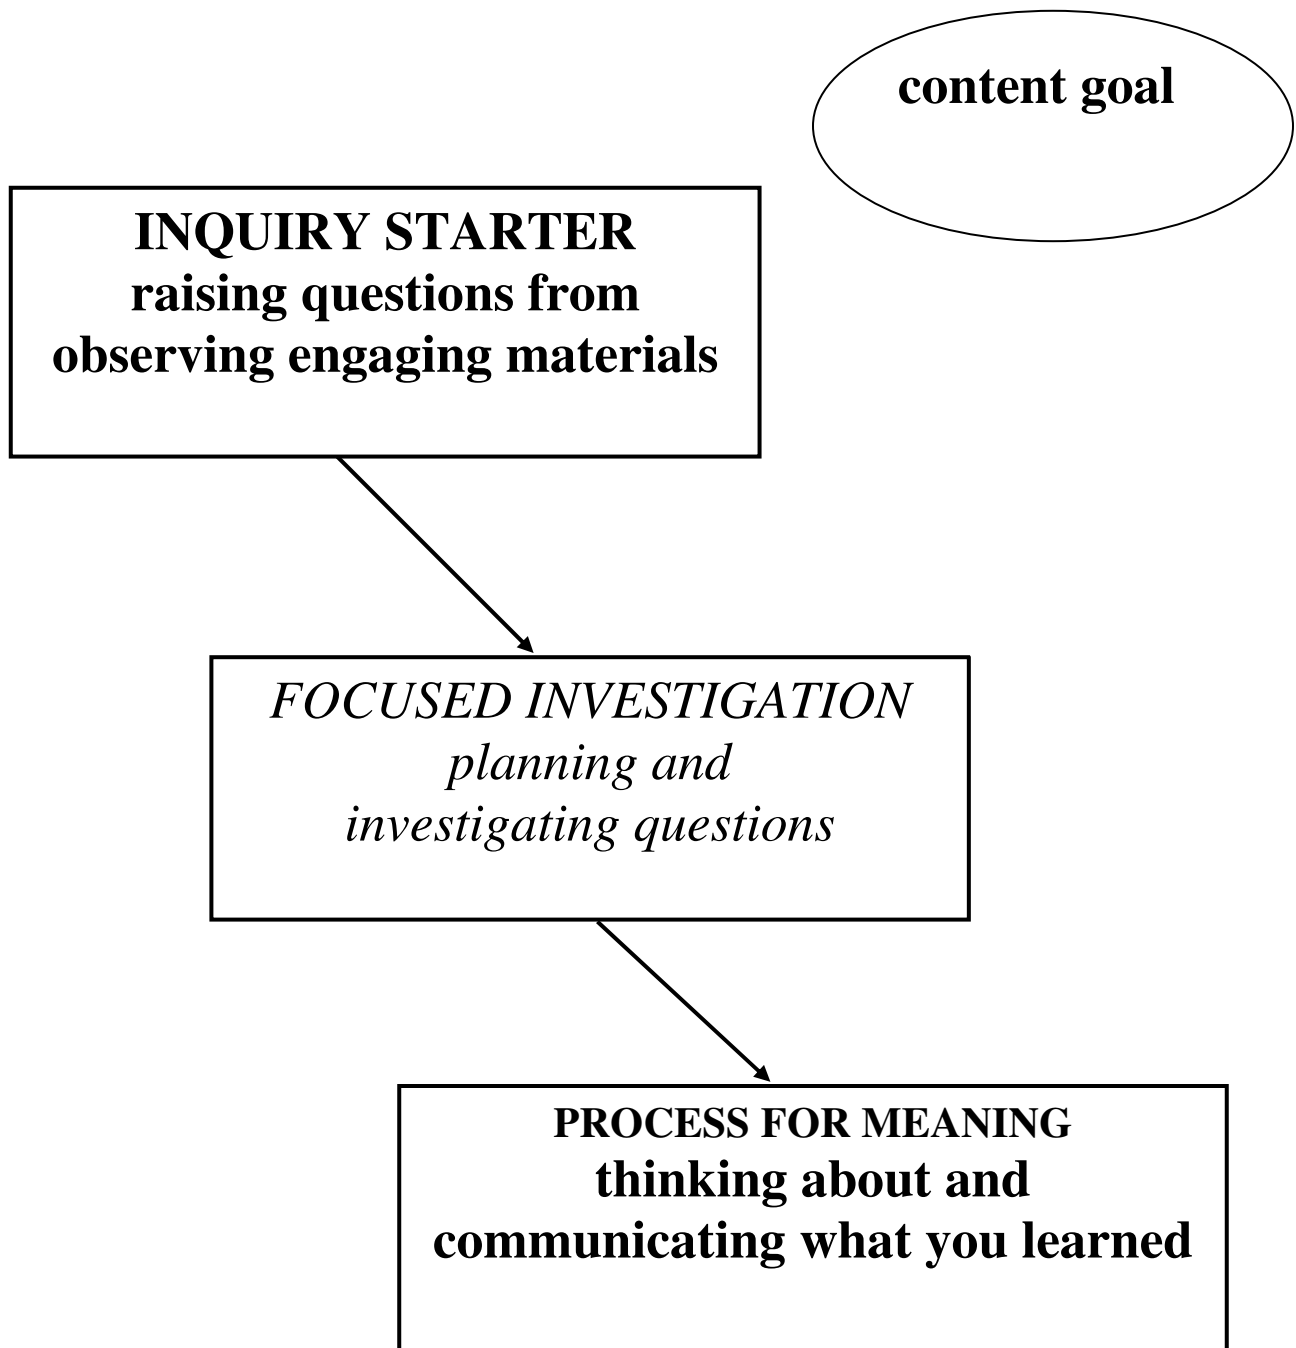 content goal
INQUIRY STARTER
raising questions from
observing engaging materials
FOCUSED INVESTIGATION
planning and
investigating questions
PROCESS FOR MEANING
thinking about and
communicating what you learned